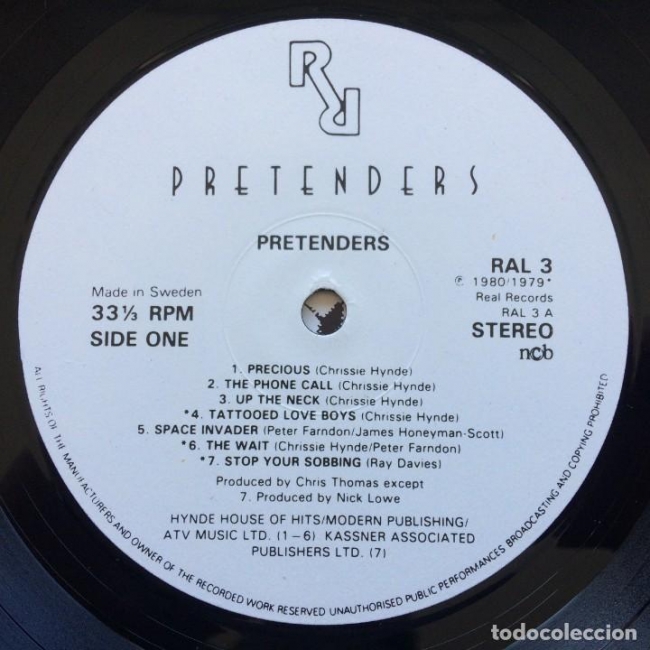 RR
PRETENDERS
PRETENDERS
Made in Sweden
33⅓ RPM
SIDE ONE
RAL 3
℗ 1980/1979*
Real Records
RAL 3 A
STEREO
ncb
1. PRECIOUS (Chrissie Hynde)
2. THE PHONE CALL (Chrissie Hynde)
3. UP THE NECK (Chrissie Hynde)
*4. TATTOOED LOVE BOYS (Chrissie Hynde)
5. SPACE INVADER (Peter Farndon/James Honeyman-Scott)
*6. THE WAIT (Chrissie Hynde/Peter Farndon)
*7. STOP YOUR SOBBING (Ray Davies)
Produced by Chris Thomas except
7. Produced by Nick Lowe
HYNDE HOUSE OF HITS/MODERN PUBLISHING/
ATV MUSIC LTD. (1–6) KASSNER ASSOCIATED
PUBLISHERS LTD. (7)
ALL RIGHTS OF THE MANUFACTURERS AND OWNER OF THE RECORDED WORK RESERVED UNAUTHORISED PUBLIC PERFORMANCES BROADCASTING AND COPYING PROHIBITED
todocoleccion